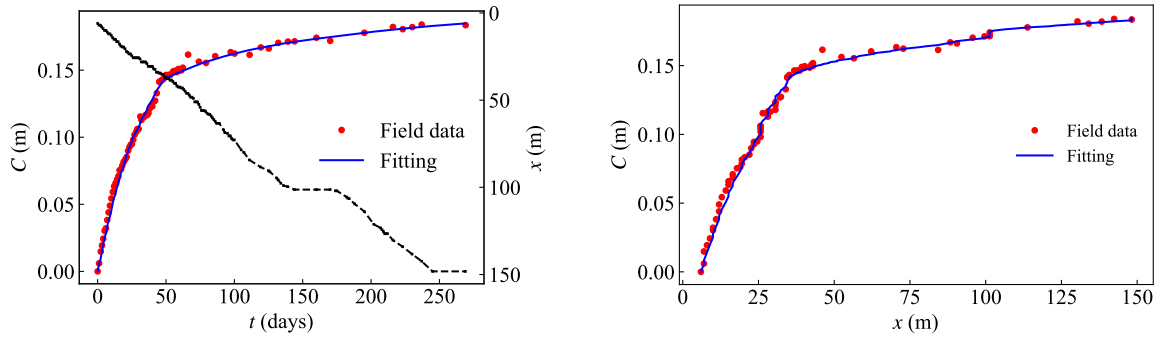 0.15
0.10
0.05
0.00
C (m)
0 50 100 150 200 250
t (days)
0
50
100
150
x (m)
Field data
Fitting
0.15
0.10
0.05
0.00
C (m)
0 25 50 75 100 125 150
x (m)
Field data
Fitting